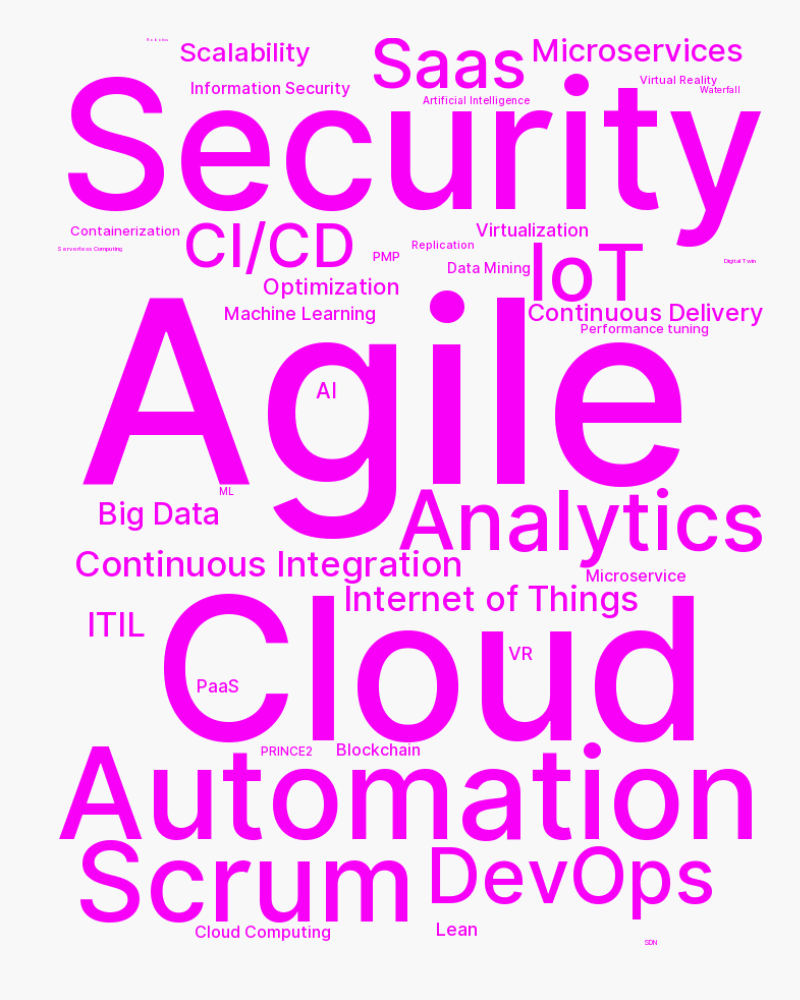 Robotics
Scalability
Saas
Microservices
Information Security
Virtual Reality
Waterfall
Artificial Intelligence
Security
Containerization
CI/CD
Virtualization
Serverless Computing
PMP
Replication
IoT
Data Mining
Digital Twin
Optimization
Machine Learning
Continuous Delivery
Performance tuning
Agile
AI
ML
Big Data
Analytics
Continuous Integration
Microservice
Internet of Things
ITIL
Cloud
VR
PaaS
PRINCE2
Blockchain
Automation
Scrum
DevOps
Cloud Computing
Lean
SDN